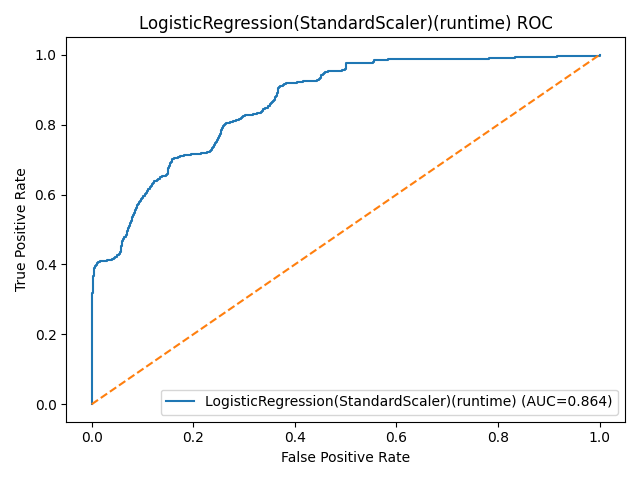 LogisticRegression(StandardScaler)(runtime) ROC
1.0
0.8
0.6
0.4
0.2
0.0
True Positive Rate
LogisticRegression(StandardScaler)(runtime) (AUC=0.864)
0.0 0.2 0.4 0.6 0.8 1.0
False Positive Rate